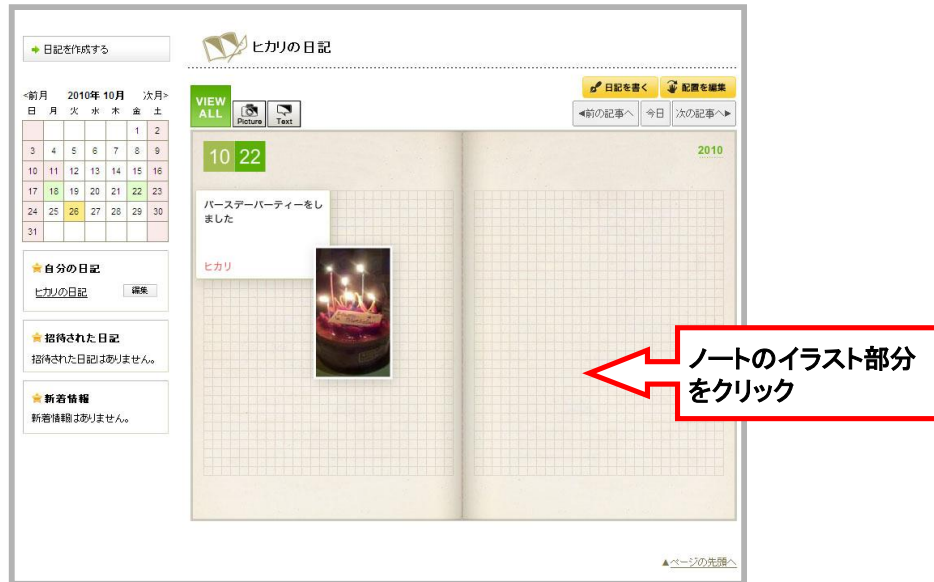 日記を作成する
ヒカリの日記
<前月 2010年 10月 次月>
日 月 火 水 木 金 土
1 2
3 4 5 6 7 8 9
10 11 12 13 14 15 16
17 18 19 20 21 22 23
24 25 26 27 28 29 30
31
自分の日記
ヒカリの日記 編集
招待された日記
招待された日記はありません。
新着情報
新着情報はありません。
VIEW
ALL
Picture Text
日記を書く 配置を編集
◀前の記事へ 今日 次の記事へ▶
10 22
2010
バースデーパーティーをし
ました
ヒカリ
ノートのイラスト部分
をクリック
▲ページの先頭へ